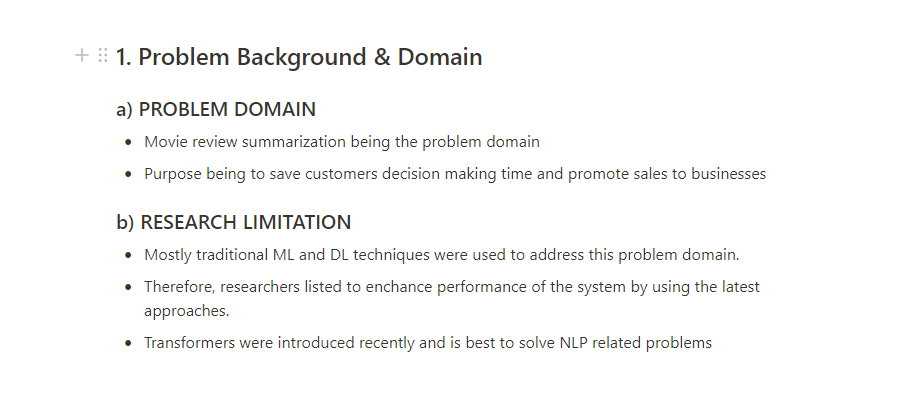 1. Problem Background & Domain
a) PROBLEM DOMAIN
• Movie review summarization being the problem domain
• Purpose being to save customers decision making time and promote sales to businesses
b) RESEARCH LIMITATION
• Mostly traditional ML and DL techniques were used to address this problem domain.
• Therefore, researchers listed to enchance performance of the system by using the latest
approaches.
• Transformers were introduced recently and is best to solve NLP related problems